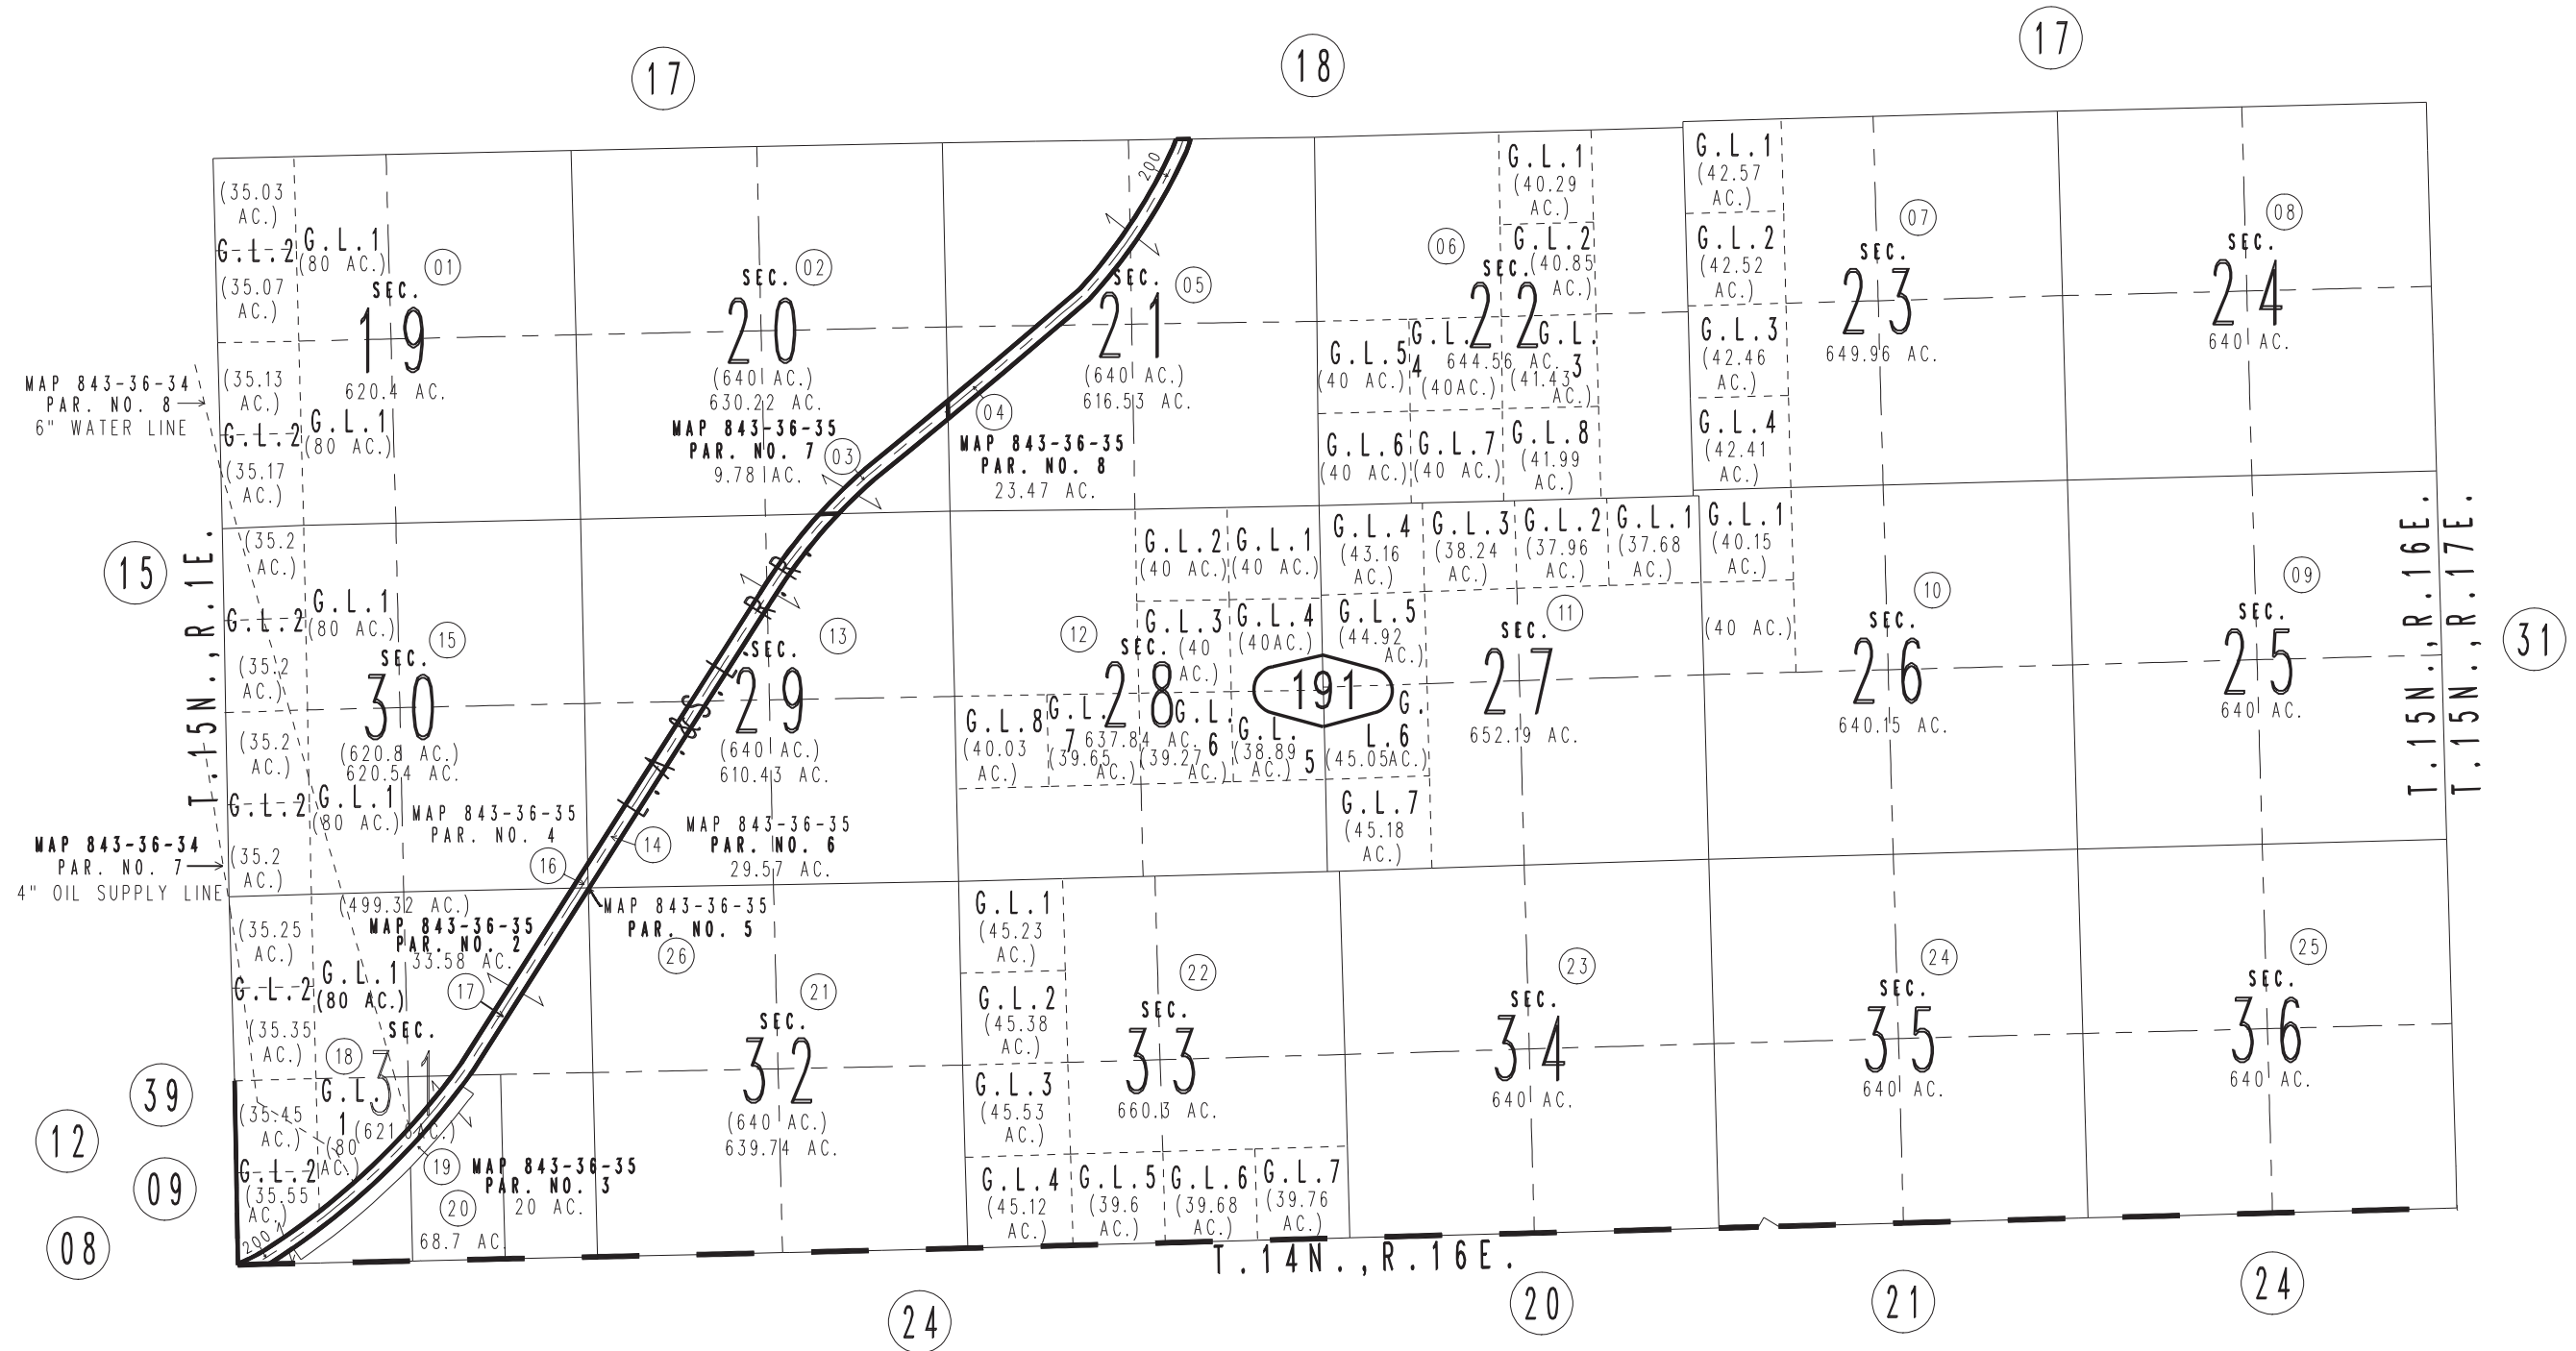 17
18
17
(35.03
AC.)
G.L.2
(35.07
AC.)
G.L.1
(80 AC.)
01
SEC.
19
620.4 AC.
(35.13
AC.)
G.L.2
(35.17
AC.)
G.L.1
(80 AC.)
MAP 843-36-34
PAR. NO. 8
6" WATER LINE
02
SEC.
20
(640 AC.)
630.22 AC.
MAP 843-36-35
PAR. NO. 7
9.78 AC.
03
200
05
SEC.
21
(640 AC.)
616.53 AC.
04
MAP 843-36-35
PAR. NO. 8
23.47 AC.
G.L.1
(40.29
AC.)
G.L.2
(40.85
AC.)
06
SEC.
22
644.56 AC.
G.L.5
(40 AC.)
G.L.
4
(40AC.)
G.L.
3
(41.43
AC.)
G.L.6
(40 AC.)
G.L.7
(40 AC.)
G.L.8
(41.99
AC.)
G.L.1
(42.57
AC.)
G.L.2
(42.52
AC.)
G.L.3
(42.46
AC.)
G.L.4
(42.41
AC.)
07
SEC.
23
649.96 AC.
08
SEC.
24
640 AC.
15
T.15N.,R.1E.
(35.2
AC.)
G.L.2
(35.2
AC.)
G.L.1
(80 AC.)
15
SEC.
30
(620.8 AC.)
620.54 AC.
(35.2
AC.)
G.L.2
(35.2
AC.)
G.L.1
(80 AC.)
MAP 843-36-35
PAR. NO. 4
16
MAP 843-36-34
PAR. NO. 7
4" OIL SUPPLY LINE
13
SEC.
29
(640 AC.)
610.43 AC.
14
MAP 843-36-35
PAR. NO. 6
29.57 AC.
G.L.2
(40 AC.)
G.L.1
(40 AC.)
G.L.3
(40
AC.)
G.L.4
(40AC.)
12
SEC.
28
637.84 AC.
G.L.8
(40.03
AC.)
G.L.
7
(39.65
AC.)
G.L.
6
(39.27
AC.)
G.L.
5
(38.89
AC.)
191
G.L.4
(43.16
AC.)
G.L.3
(38.24
AC.)
G.L.2
(37.96
AC.)
G.L.1
(37.68
AC.)
G.L.5
(44.92
AC.)
11
SEC.
27
652.19 AC.
G.
L.6
(45.05AC.)
G.L.7
(45.18
AC.)
G.L.1
(40.15
AC.)
(40 AC.)
10
SEC.
26
640.15 AC.
09
SEC.
25
640 AC.
T.15N.,R.16E.
T.15N.,R.17E.
31
(499.32 AC.)
MAP 843-36-35
PAR. NO. 2
33.58 AC.
17
(35.25
AC.)
G.L.2
(35.35
AC.)
G.L.1
(80 AC.)
18
SEC.
31
G.L.
1
(80
AC.)
(35.45
AC.)
G.L.2
(35.55
AC.)
200
19
MAP 843-36-35
PAR. NO. 3
20 AC.
20
68.7 AC.
MAP 843-36-35
PAR. NO. 5
26
21
SEC.
32
(640 AC.)
639.74 AC.
G.L.1
(45.23
AC.)
G.L.2
(45.38
AC.)
G.L.3
(45.53
AC.)
22
SEC.
33
660.3 AC.
G.L.4
(45.12
AC.)
G.L.5
(39.6
AC.)
G.L.6
(39.68
AC.)
G.L.7
(39.76
AC.)
23
SEC.
34
640 AC.
24
SEC.
35
640 AC.
25
SEC.
36
640 AC.
39
12
09
08
T.14N.,R.16E.
24
20
21
24